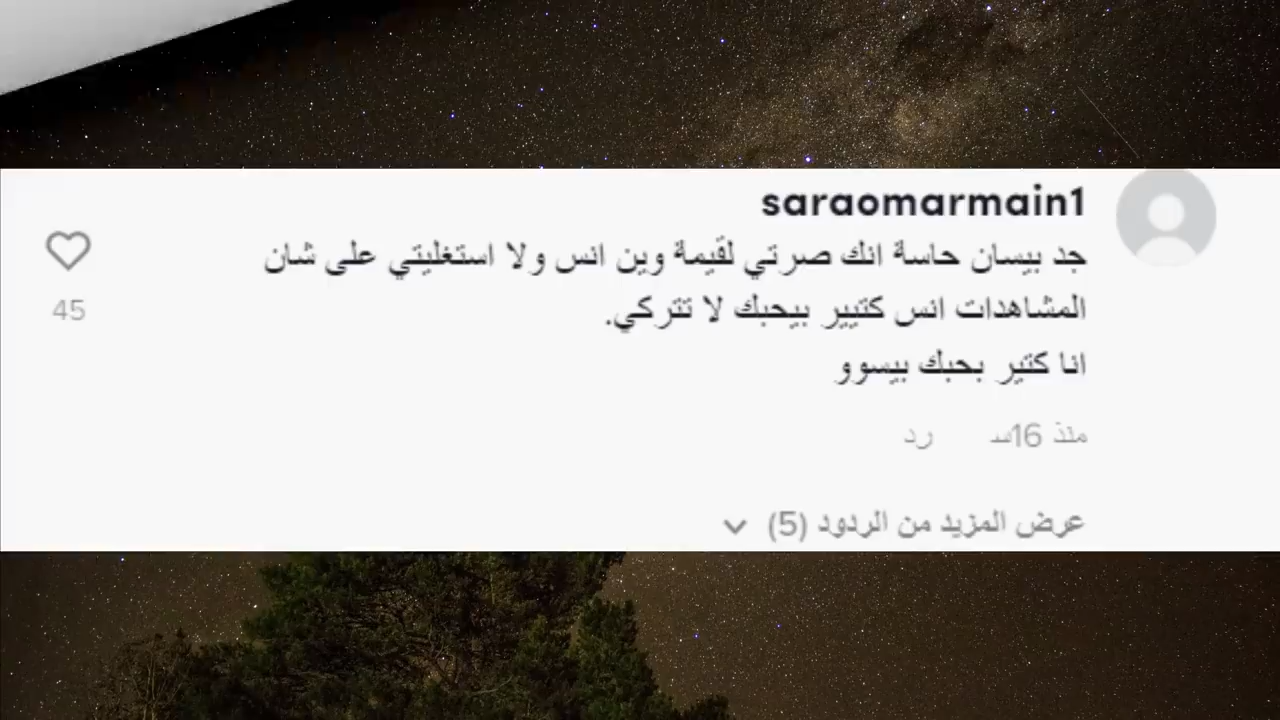 saraomarmain1
جد بيسان حاسة انك صرتي لقيمة وين انس ولا استغليتي على شان
المشاهدات انس كتيير بيحبك لا تتركي.
انا كتير بحبك بيسوو
منذ 16س رد
عرض المزيد من الردود (5)
45